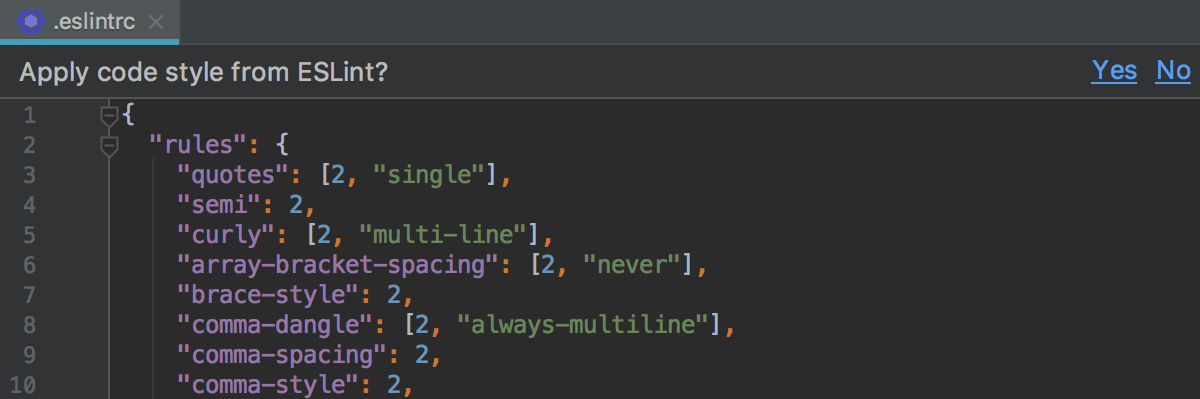 .eslintrc
Apply code style from ESLint? Yes No
1 {
2 "rules": {
3 "quotes": [2, "single"],
4 "semi": 2,
5 "curly": [2, "multi-line"],
6 "array-bracket-spacing": [2, "never"],
7 "brace-style": 2,
8 "comma-dangle": [2, "always-multiline"],
9 "comma-spacing": 2,
10 "comma-style": 2,